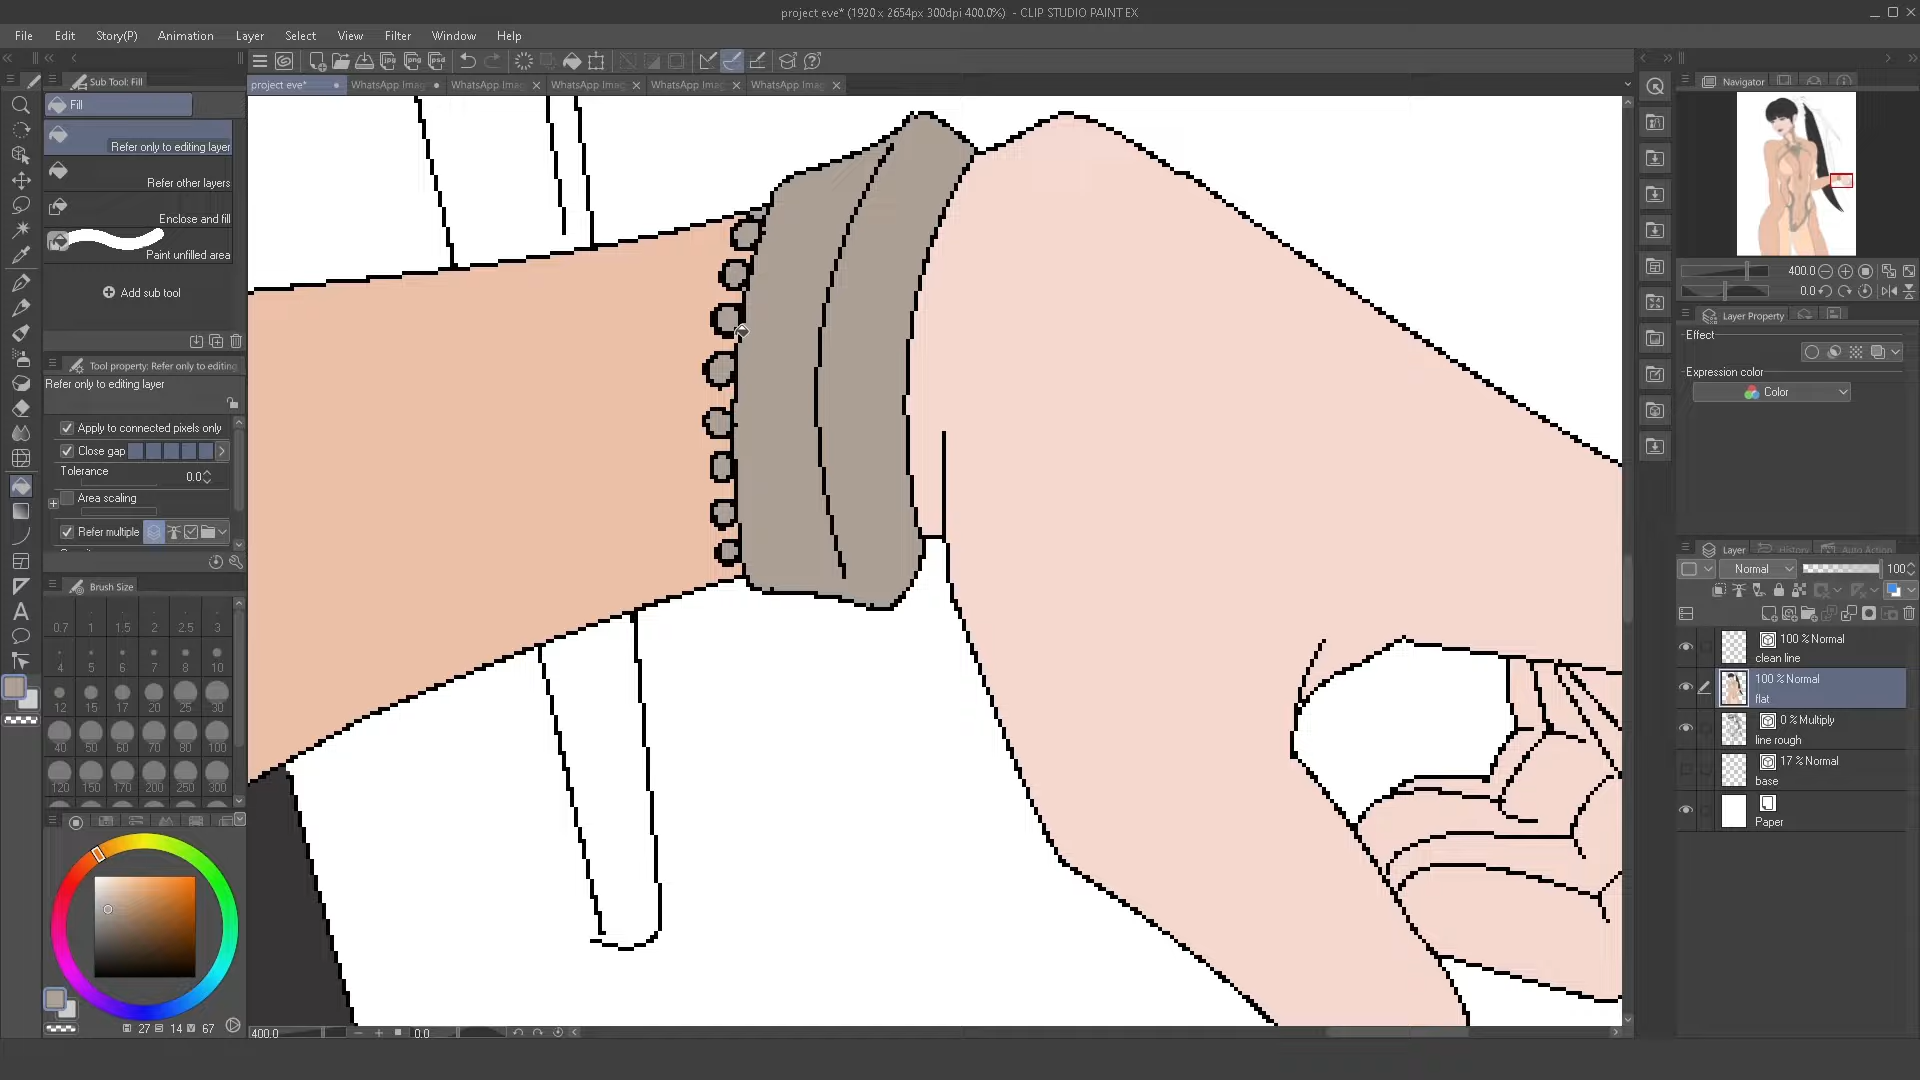 project eve* (1920 x 2654px 300dpi 400.0%)  - CLIP STUDIO PAINT EX
File Edit Story(P) Animation Layer Select View Filter Window Help
Sub Tool: Fill
project eve* WhatsApp Imag WhatsApp Imag WhatsApp Imag WhatsApp Imag WhatsApp Imag
Fill
Refer only to editing layer
Refer other layers
Enclose and fill
Paint unfilled area
Add sub tool
Tool property: Refer only to editing
Refer only to editing layer
Apply to connected pixels only
Close gap
Tolerance
0.0
Area scaling
Refer multiple
Brush Size
0.7 1 1.5 2 2.5 3
4 5 6 7 8 10
12 15 17 20 25 30
40 50 60 70 80 100
120 150 170 200 250 300
27 14 67
400.0 0.0
Navigator
400.0
0.0
Layer Property
Effect
Expression color
Color
Layer History Auto Action
Normal 100
100 % Normal
clean line
100 % Normal
flat
0 % Multiply
line rough
17 % Normal
base
Paper